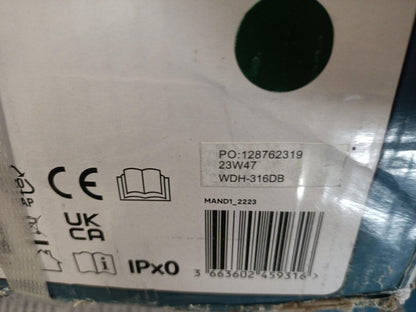 CE
PO:128762319
23W47
WDH-316DB
MAND1_2223
UK
CA
i
IPx0
3 663602 459316 >